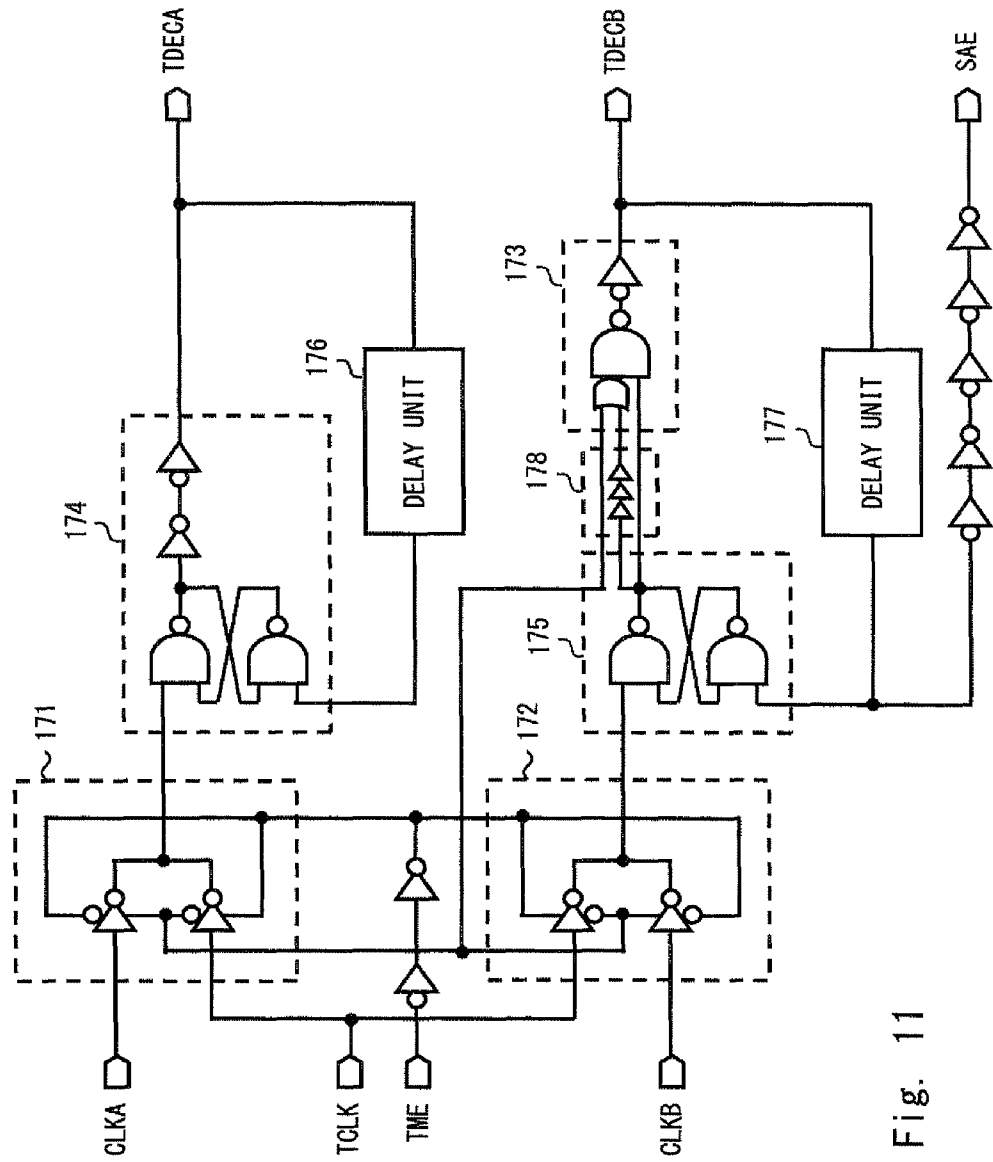 TDECA
TDECB
SAE
176
DELAY UNIT
173
174
178
177
DELAY UNIT
175
171
172
CLKA
TCLK
TME
CLKB
Fig. 11